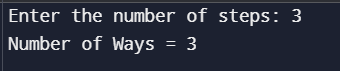 Enter the number of steps: 3
Number of Ways = 3